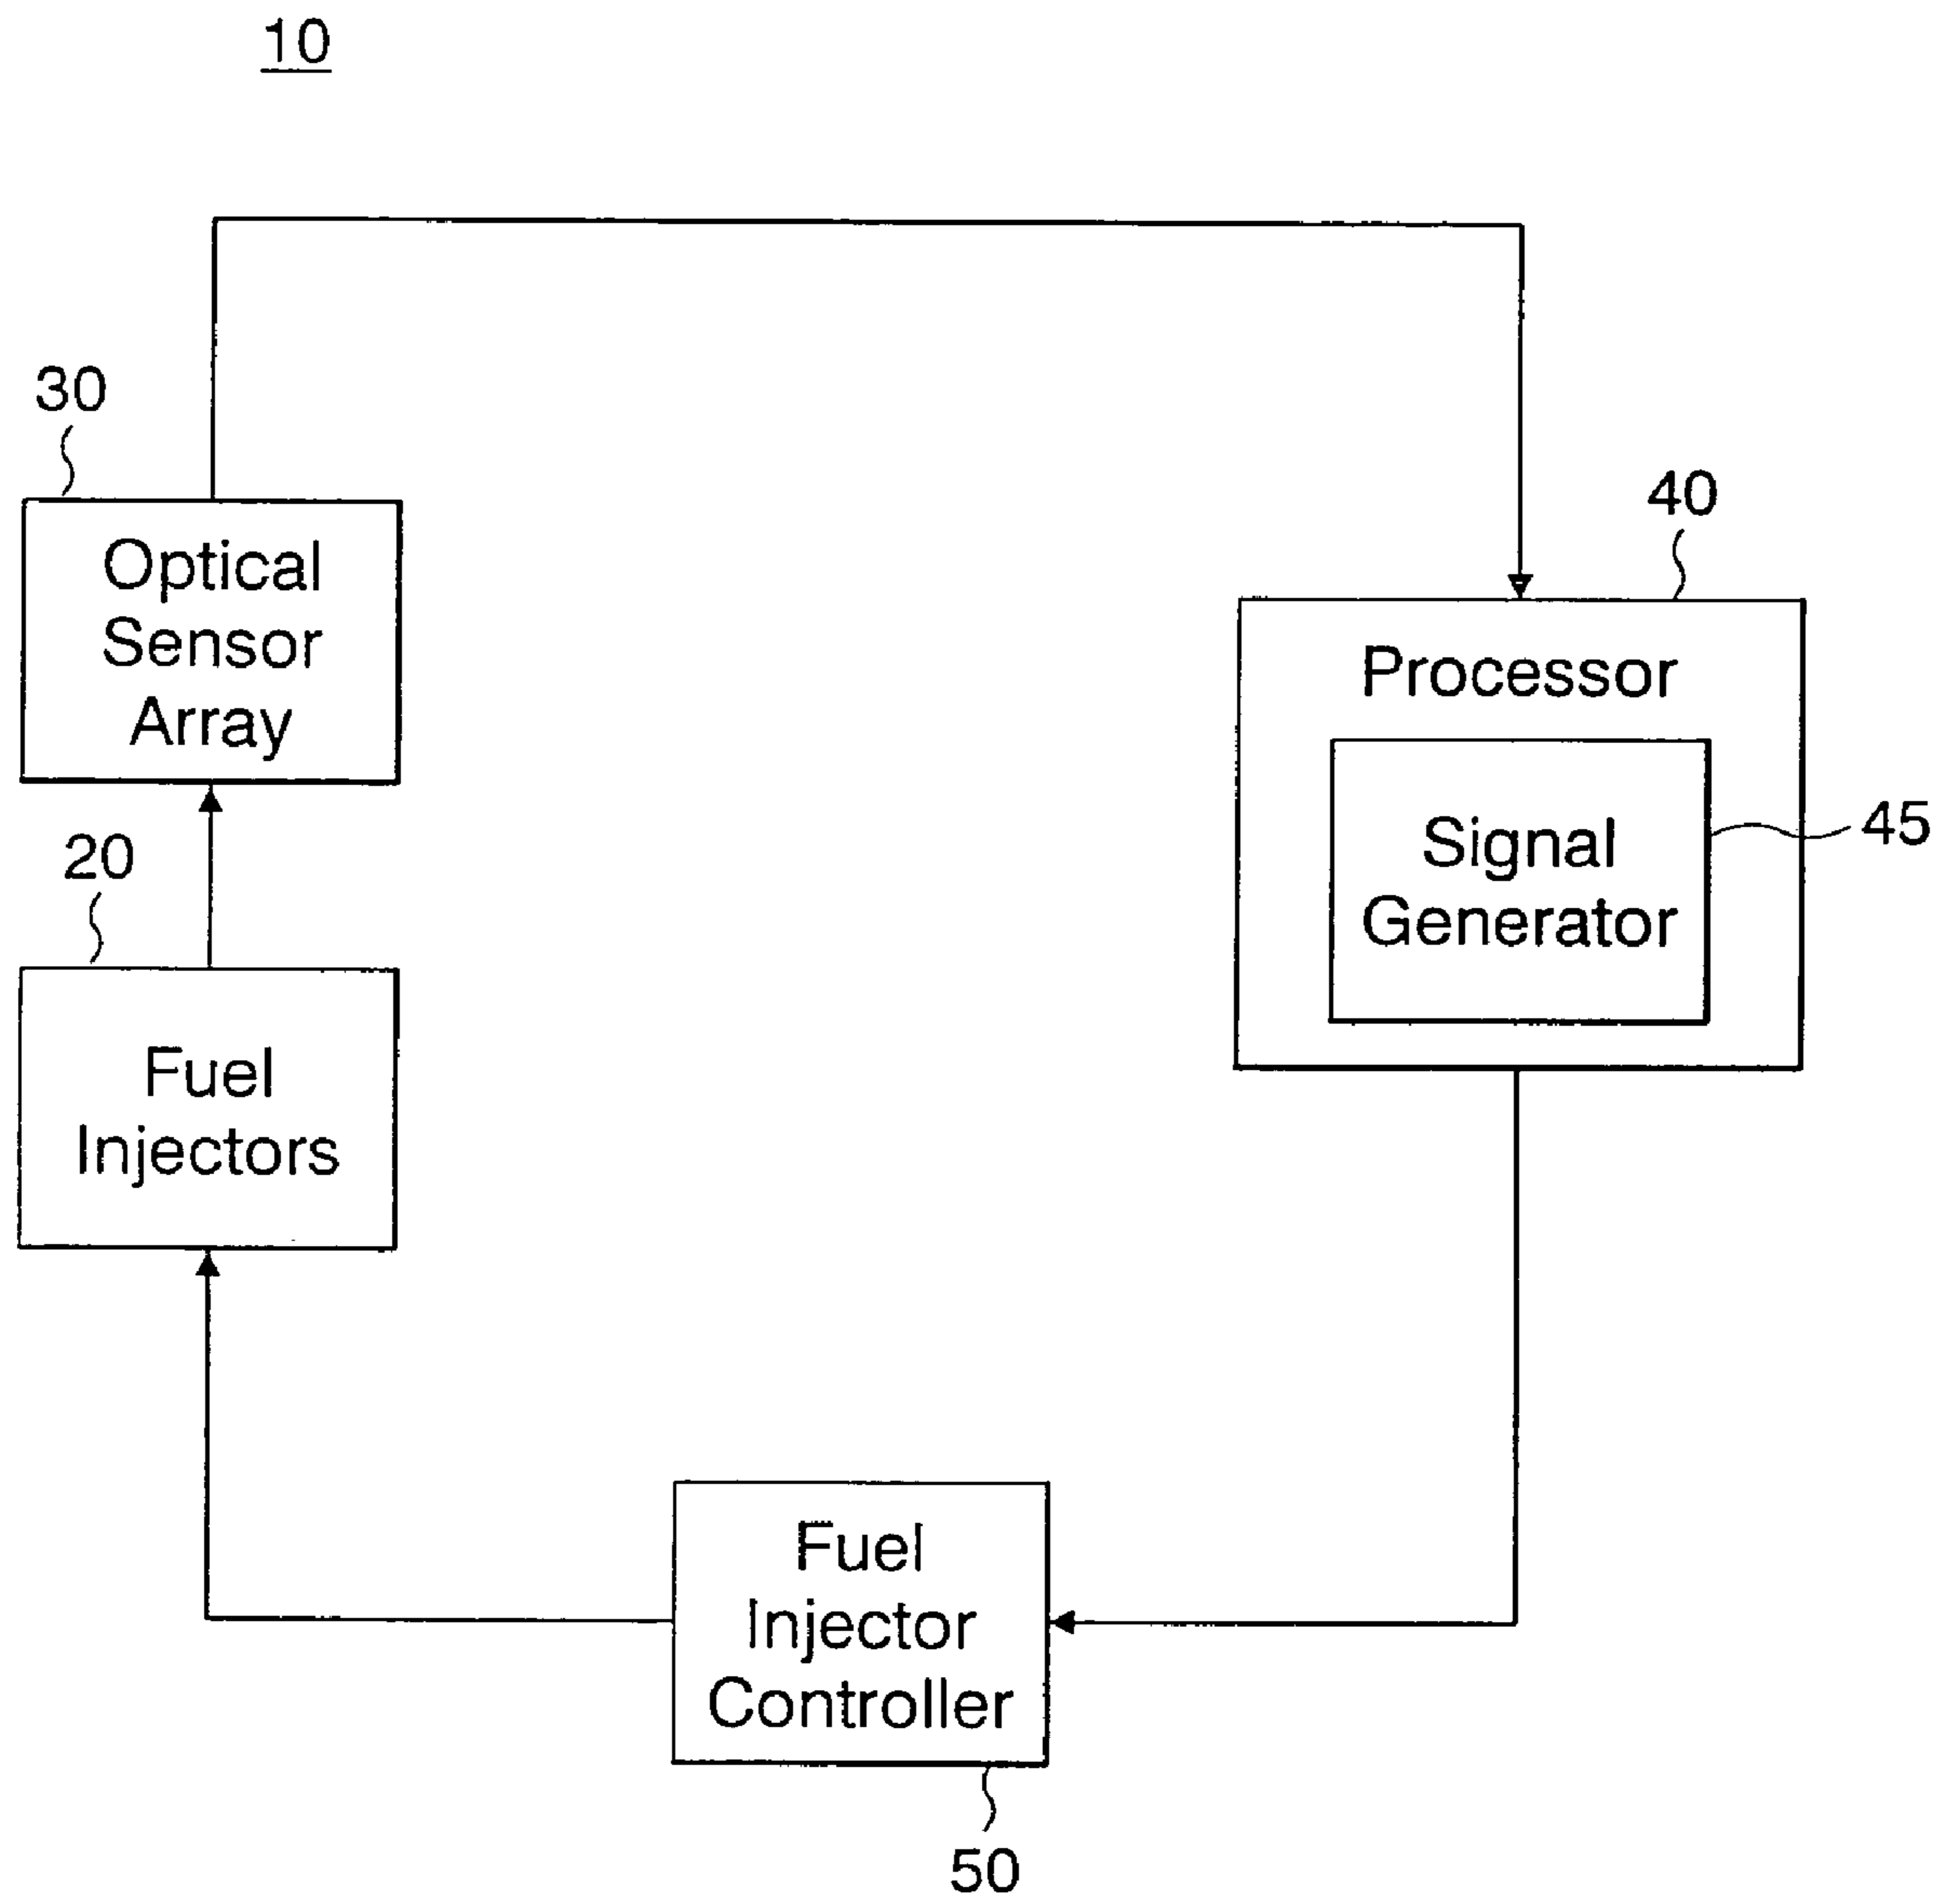 10
30
Optical
Sensor
Array
40
Processor
Signal
Generator
45
20
Fuel
Injectors
Fuel
Injector
Controller
50